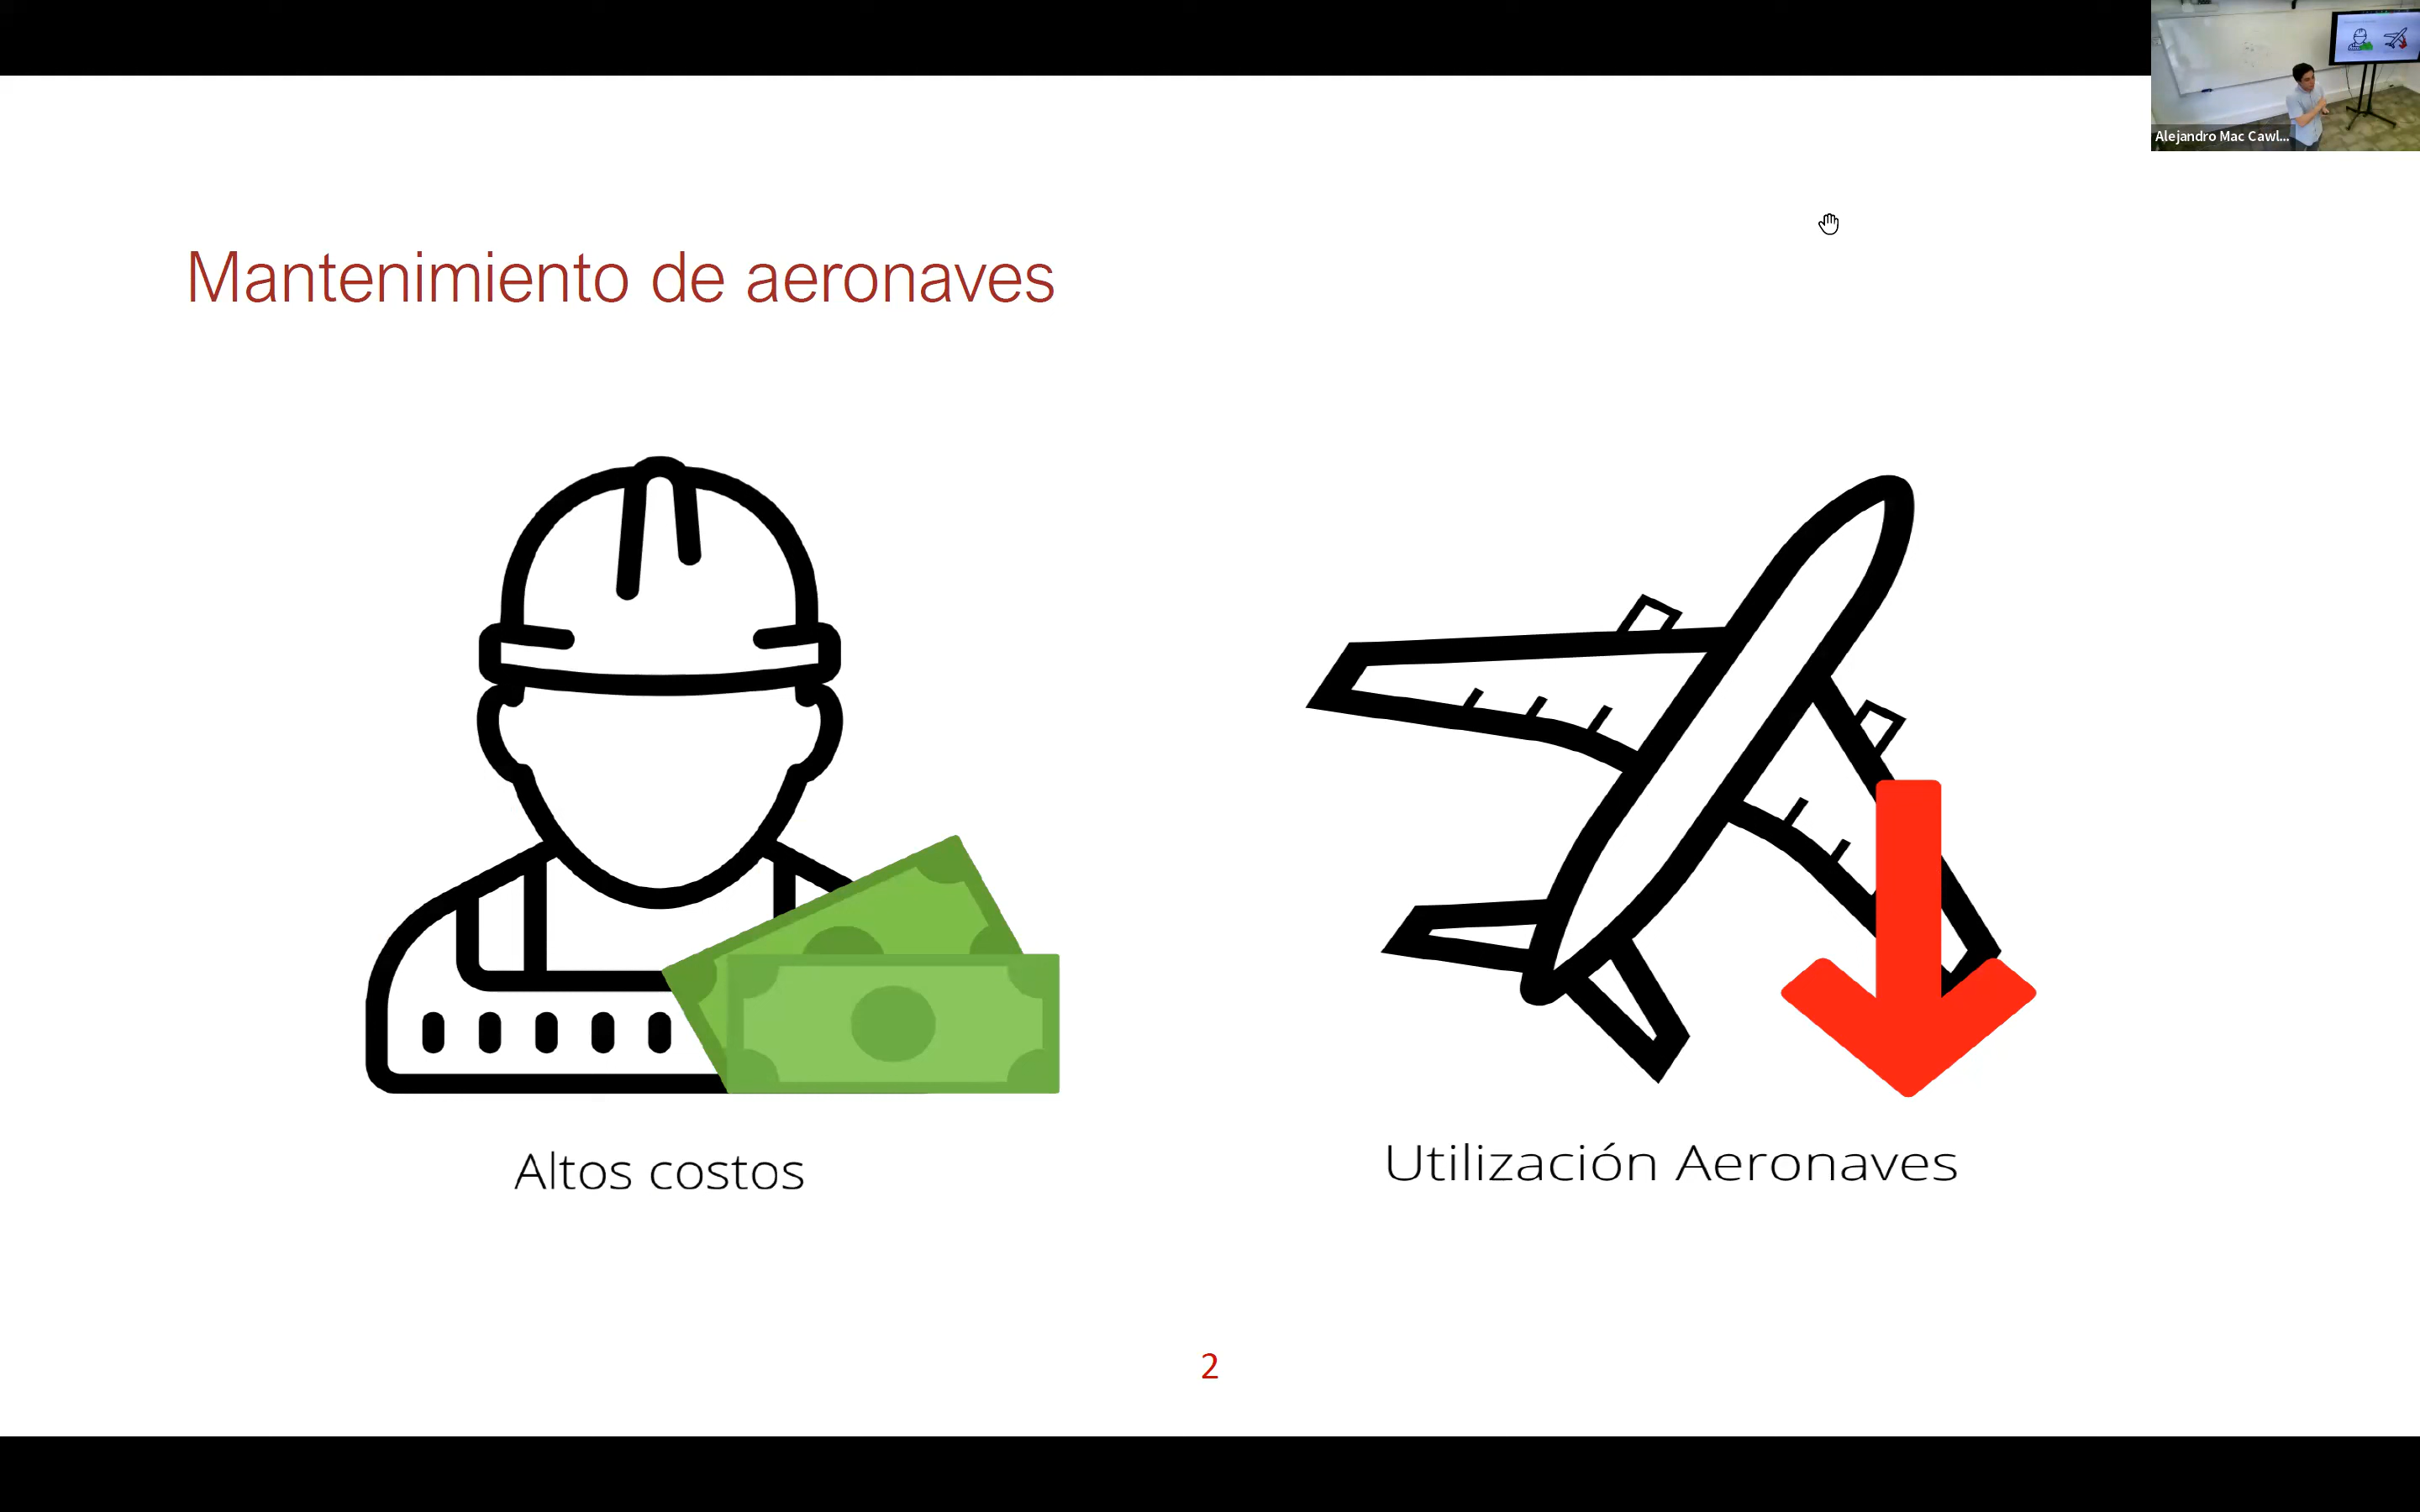 Alejandro Mac Cawl...
Mantenimiento de aeronaves
Altos costos
Utilización Aeronaves
2